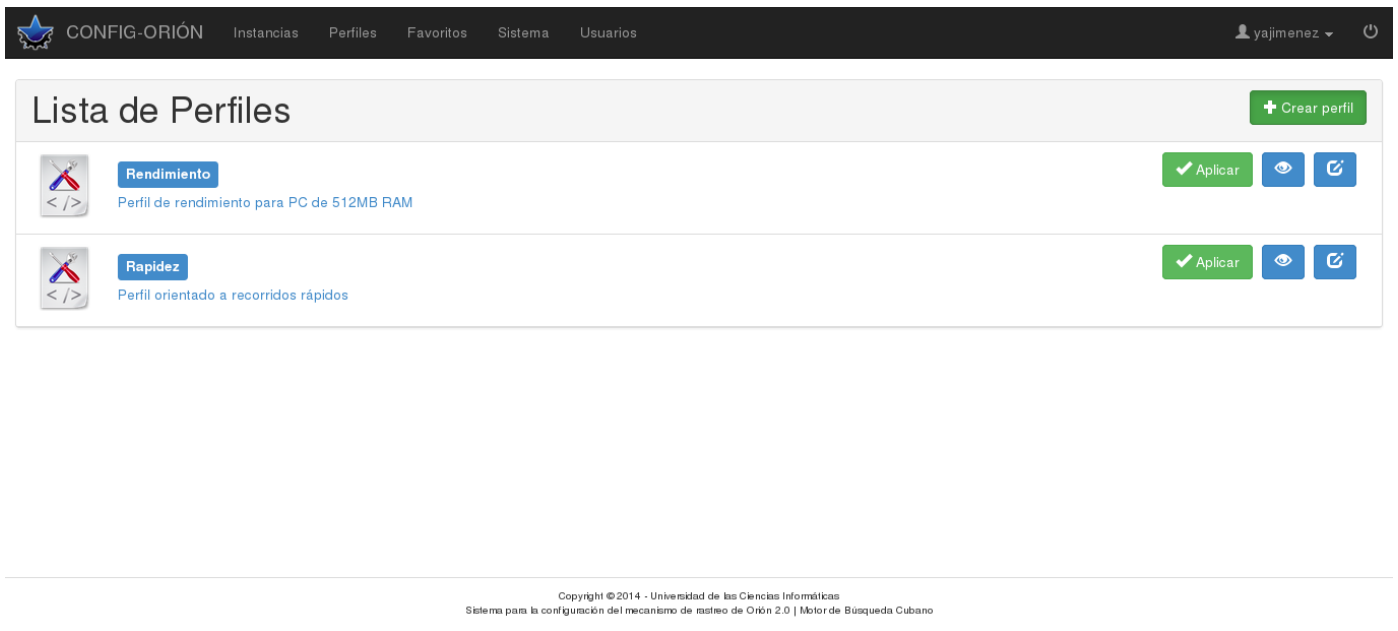 CONFIG-ORIÓN Instancias Perfiles Favoritos Sistema Usuarios yajimenez
Lista de Perfiles
Crear perfil
Rendimiento
Aplicar
Perfil de rendimiento para PC de 512MB RAM
</>
Rapidez
Aplicar
Perfil orientado a recorridos rápidos
</>
Copyright ©2014 - Universidad de las Ciencias Informáticas
Sistema para la configuración del mecanismo de rastreo de Orión 2.0 | Motor de Búsqueda Cubano